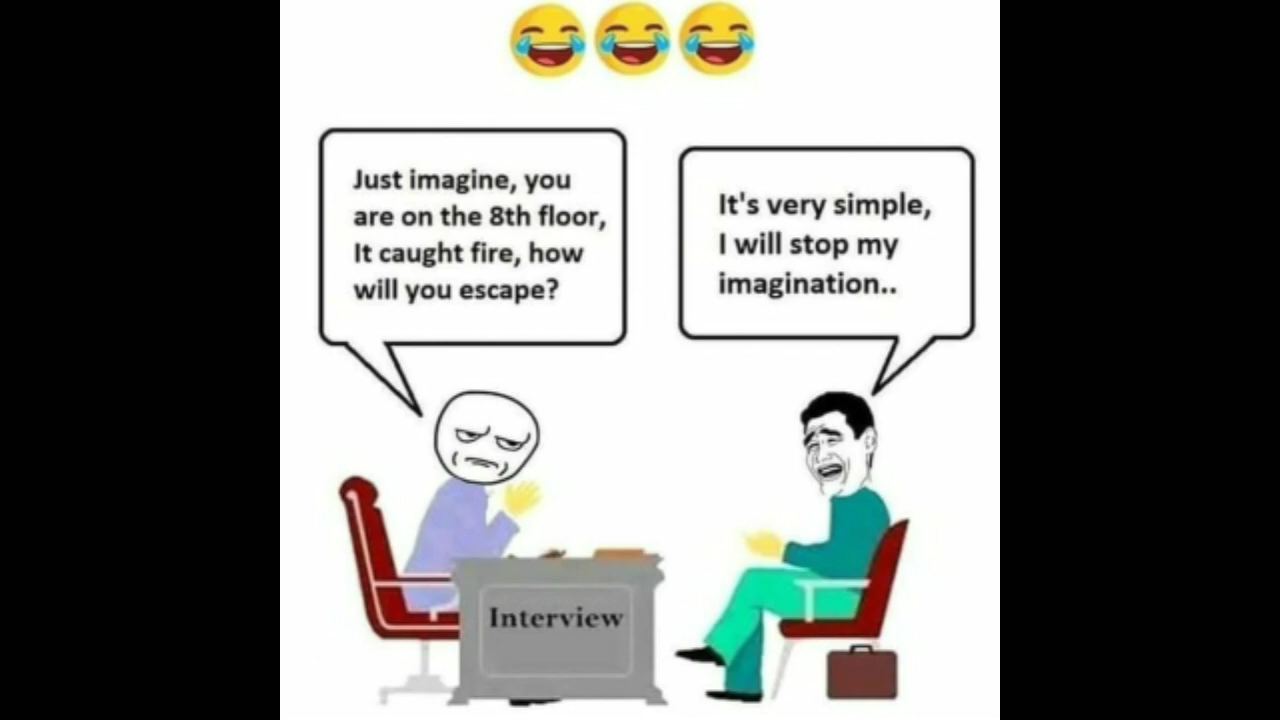 Just imagine, you
are on the 8th floor,
It caught fire, how
will you escape?
It's very simple,
I will stop my
imagination..
Interview